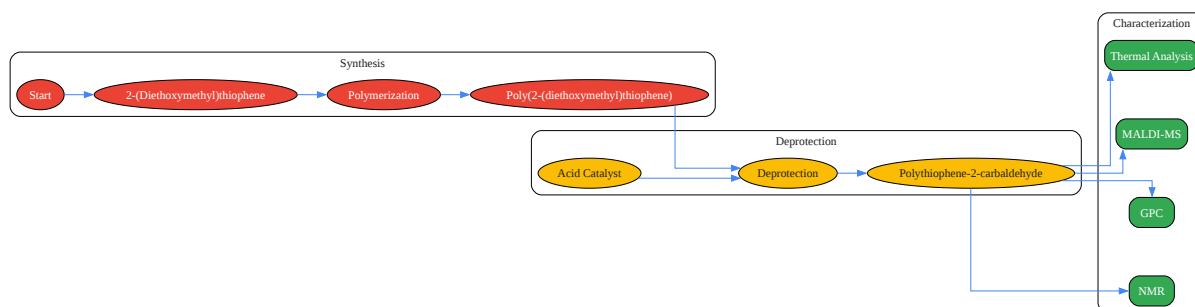 Characterization
Synthesis
Thermal Analysis
Start
2-(Diethoxymethyl)thiophene
Polymerization
Poly(2-(diethoxymethyl)thiophene)
Deprotection
MALDI-MS
Acid Catalyst
Deprotection
Polythiophene-2-carbaldehyde
GPC
NMR